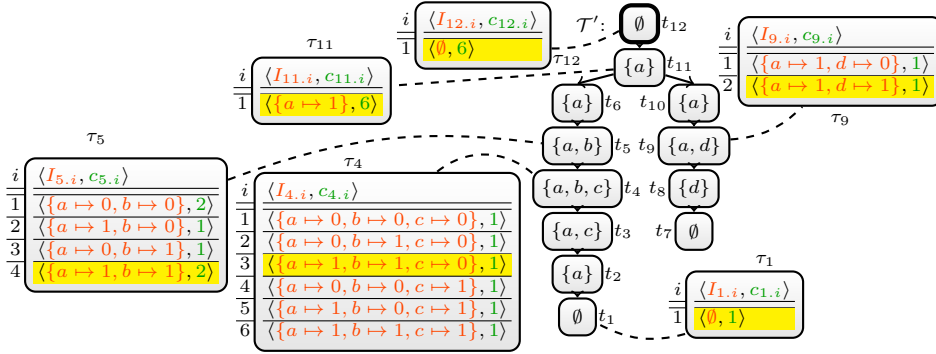 i ⟨I₁₂.ᵢ, c₁₂.ᵢ⟩
1 ⟨∅, 6⟩
τ₁₂
𝒯′: ∅ t₁₂
{a} t₁₁
{a} t₆
t₁₀ {a}
{a, b} t₅
t₉ {a, d}
{a, b, c} t₄
t₈ {d}
{a, c} t₃
t₇ ∅
{a} t₂
∅ t₁
τ₁₁
i ⟨I₁₁.ᵢ, c₁₁.ᵢ⟩
1 ⟨{a ↦ 1}, 6⟩
i ⟨I₉.ᵢ, c₉.ᵢ⟩
1 ⟨{a ↦ 1, d ↦ 0}, 1⟩
2 ⟨{a ↦ 1, d ↦ 1}, 1⟩
τ₉
τ₅
i ⟨I₅.ᵢ, c₅.ᵢ⟩
1 ⟨{a ↦ 0, b ↦ 0}, 2⟩
2 ⟨{a ↦ 1, b ↦ 0}, 1⟩
3 ⟨{a ↦ 0, b ↦ 1}, 1⟩
4 ⟨{a ↦ 1, b ↦ 1}, 2⟩
τ₄
i ⟨I₄.ᵢ, c₄.ᵢ⟩
1 ⟨{a ↦ 0, b ↦ 0, c ↦ 0}, 1⟩
2 ⟨{a ↦ 0, b ↦ 1, c ↦ 0}, 1⟩
3 ⟨{a ↦ 1, b ↦ 1, c ↦ 0}, 1⟩
4 ⟨{a ↦ 0, b ↦ 0, c ↦ 1}, 1⟩
5 ⟨{a ↦ 1, b ↦ 0, c ↦ 1}, 1⟩
6 ⟨{a ↦ 1, b ↦ 1, c ↦ 1}, 1⟩
τ₁
i ⟨I₁.ᵢ, c₁.ᵢ⟩
1 ⟨∅, 1⟩